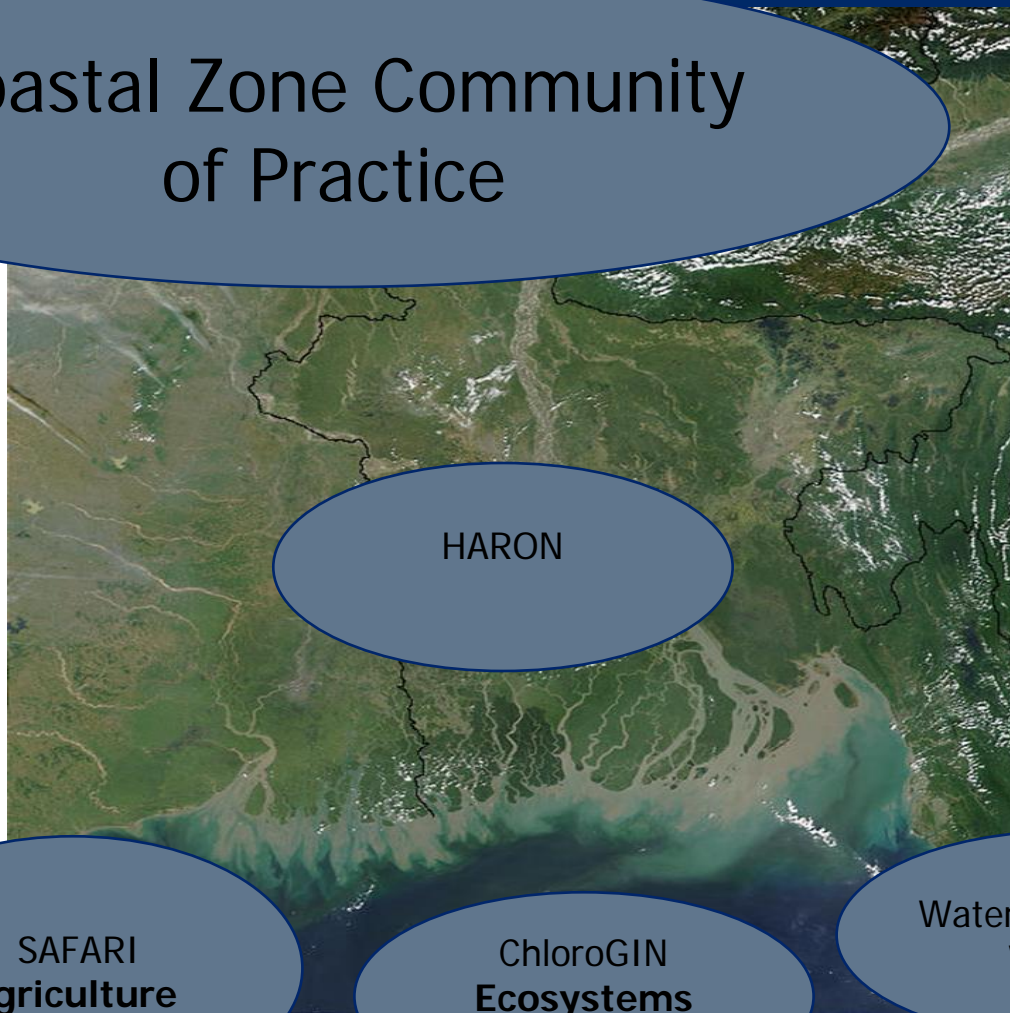 oastal Zone Community
of Practice
HARON
SAFARI
griculture
ChloroGIN
Ecosystems
Water